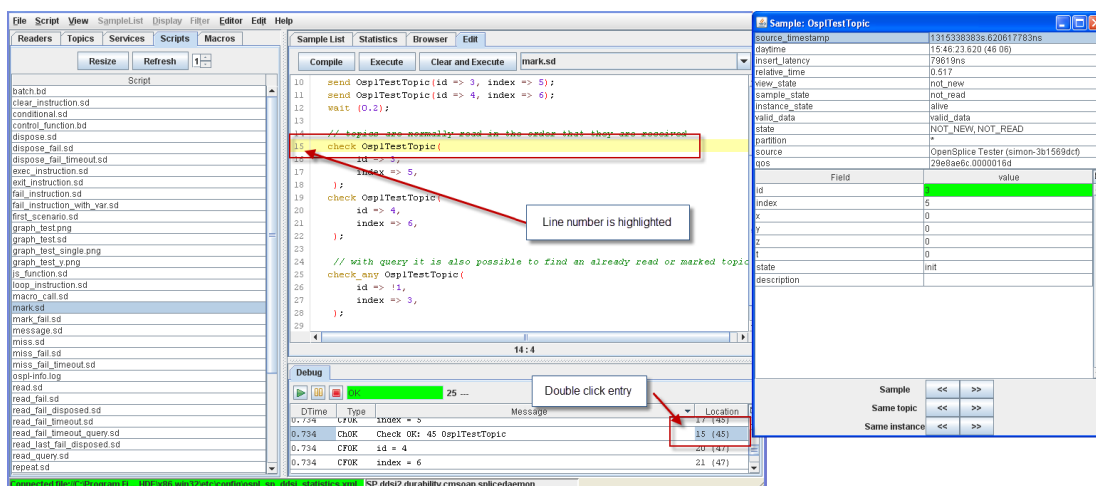 File Script View SampleList Display Filter Editor Edit Help
Readers Topics Services Scripts Macros
Resize Refresh 1
Script
batch.bd
clear_instruction.sd
conditional.sd
control_function.bd
dispose.sd
dispose_fail.sd
dispose_fail_timeout.sd
exec_instruction.sd
exit_instruction.sd
fail_instruction.sd
fail_instruction_with_var.sd
first_scenario.sd
graph_test.png
graph_test.sd
graph_test_single.png
graph_test_y.png
js_function.sd
loop_instruction.sd
macro_call.sd
mark.sd
mark_fail.sd
message.sd
miss.sd
miss_fail.sd
miss_fail_timeout.sd
ospl-info.log
read.sd
read_fail.sd
read_fail_disposed.sd
read_fail_timeout.sd
read_fail_timeout_query.sd
read_last_fail_disposed.sd
read_query.sd
repeat.sd
Sample List Statistics Browser Edit
Compile Execute Clear and Execute mark.sd
10 send OsplTestTopic(id => 3, index => 5);
11 send OsplTestTopic(id => 4, index => 6);
12 wait (0.2);
13
14 // topics are normally read in the order that they are received
15 check OsplTestTopic(
16 id => 3,
17 index => 5,
18 );
19 check OsplTestTopic(
20 id => 4,
21 index => 6,
22 );
23
24 // with query it is also possible to find an already read or marked topic
25 check_any OsplTestTopic(
26 id => !1,
27 index => 3,
28 );
29
Line number is highlighted
14:4
Debug
OK 25 ---
Double click entry
DTime Type Message Location
0.734 CFOK index = 5 17 (45)
0.734 ChOK Check OK: 45 OsplTestTopic 15 (45)
0.734 CFOK id = 4 20 (47)
0.734 CFOK index = 6 21 (47)
Sample: OsplTestTopic
source_timestamp 1315338383s.620617783ns
daytime 15:46:23.620 (46 06)
insert_latency 79619ns
relative_time 0.517
view_state not_new
sample_state not_read
instance_state alive
valid_data valid_data
state NOT_NEW, NOT_READ
partition *
source OpenSplice Tester (simon-3b1569dcf)
qos 29e8ae6c.0000016d
Field value
id 3
index 5
x 0
y 0
z 0
t 0
state init
description
Sample << >>
Same topic << >>
Same instance << >>